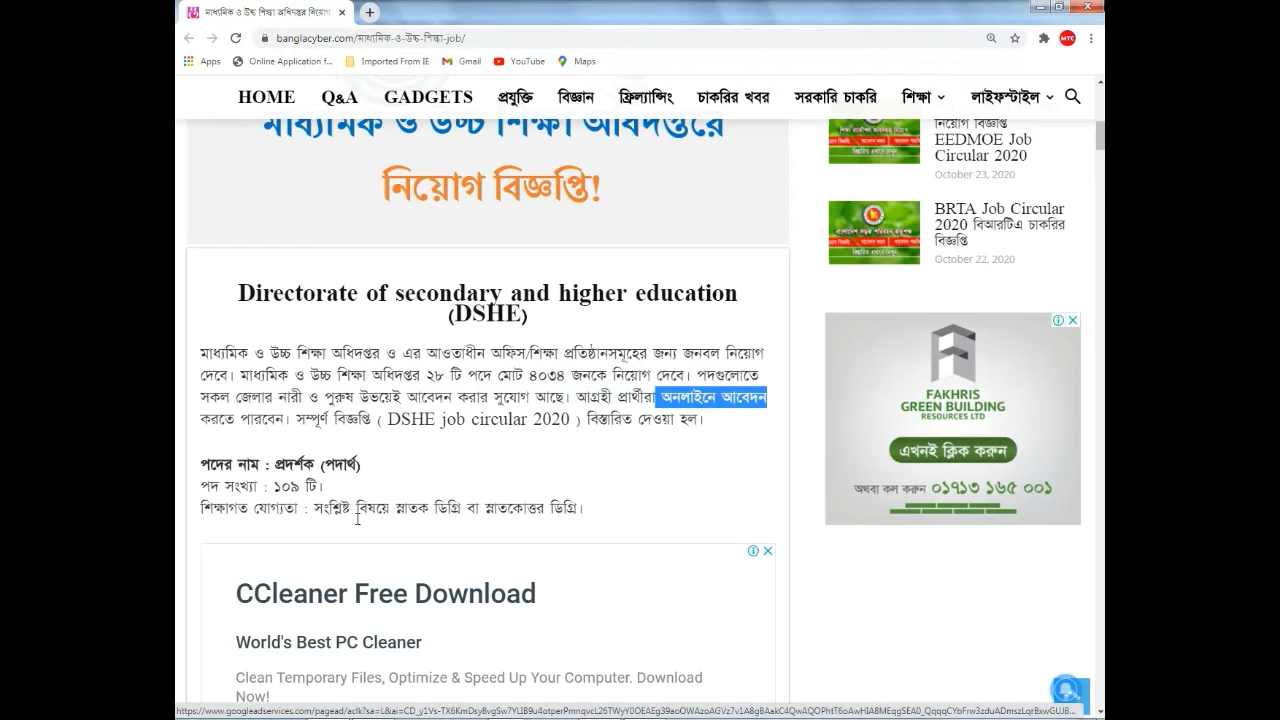 মাধ্যমিক ও উচ্চ শিক্ষা অধিদপ্তর নিয়োগ
banglacyber.com/মাধ্যমিক-ও-উচ্চ-শিক্ষা-job/
Apps
Online Application f...
Imported From IE
Gmail
YouTube
Maps
HOME Q&A GADGETS প্রযুক্তি বিজ্ঞান ফ্রিল্যান্সিং চাকরির খবর সরকারি চাকরি শিক্ষা লাইফস্টাইল
মাধ্যমিক ও উচ্চ শিক্ষা অধিদপ্তরে
নিয়োগ বিজ্ঞপ্তি!
Directorate of secondary and higher education
(DSHE)
মাধ্যমিক ও উচ্চ শিক্ষা অধিদপ্তর ও এর আওতাধীন অফিস/শিক্ষা প্রতিষ্ঠানসমূহের জন্য জনবল নিয়োগ
দেবে। মাধ্যমিক ও উচ্চ শিক্ষা অধিদপ্তর ২৮ টি পদে মোট ৪০৩৪ জনকে নিয়োগ দেবে। পদগুলোতে
সকল জেলার নারী ও পুরুষ উভয়েই আবেদন করার সুযোগ আছে। আগ্রহী প্রার্থীরা অনলাইনে আবেদন
করতে পারবেন। সম্পূর্ণ বিজ্ঞপ্তি ( DSHE job circular 2020 ) বিস্তারিত দেওয়া হল।
পদের নাম : প্রদর্শক (পদার্থ)
পদ সংখ্যা : ১০৯ টি।
শিক্ষাগত যোগ্যতা : সংশ্লিষ্ট বিষয়ে স্নাতক ডিগ্রি বা স্নাতকোত্তর ডিগ্রি।
CCleaner Free Download
World's Best PC Cleaner
Clean Temporary Files, Optimize & Speed Up Your Computer. Download
Now!
নিয়োগ বিজ্ঞপ্তি
EEDMOE Job
Circular 2020
October 23, 2020
BRTA Job Circular
2020 বিআরটিএ চাকরির
বিজ্ঞপ্তি
October 22, 2020
FAKHRIS
GREEN BUILDING
RESOURCES LTD
এখনই ক্লিক করুন
অথবা কল করুন ০১৭১৩ ১৬৫ ০০১